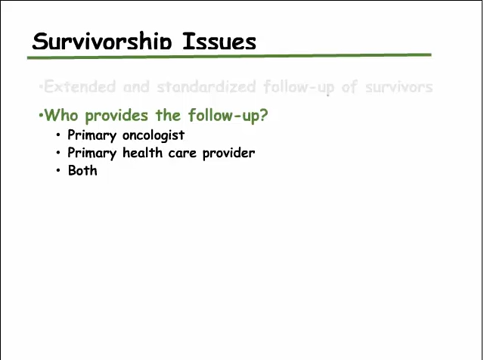 Survivorship Issues
•Extended and standardized follow-up of survivors
•Who provides the follow-up?
• Primary oncologist
• Primary health care provider
• Both